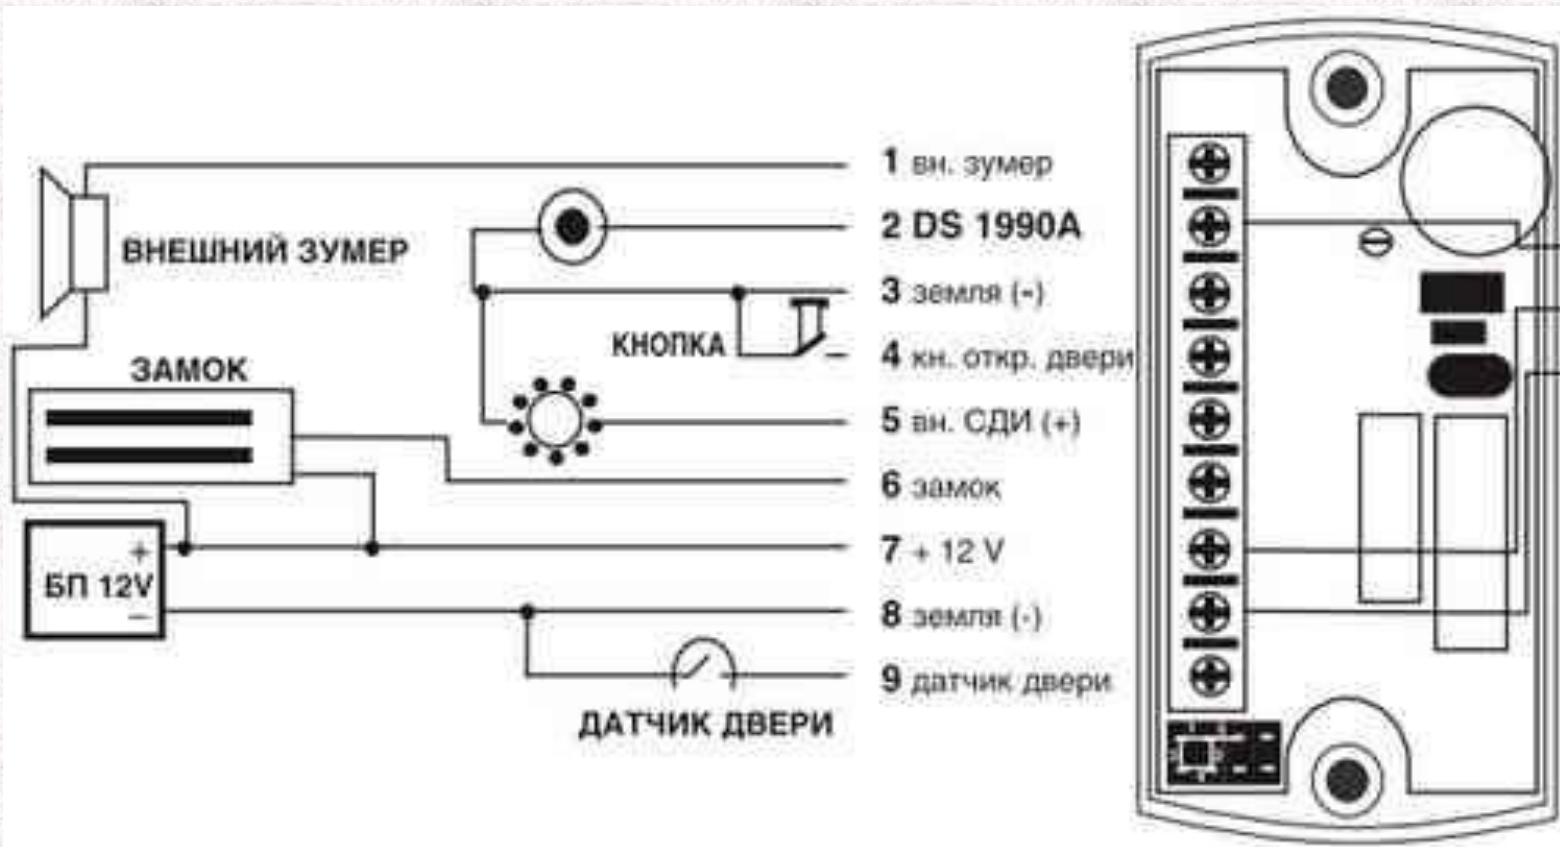 1 вн. зумер
2 DS 1990A
ВНЕШНИЙ ЗУМЕР
3 земля (-)
КНОПКА
4 кн. откр. двери
ЗАМОК
5 вн. СДИ (+)
6 замок
+
7 + 12 V
БП 12V
−
8 земля (-)
9 датчик двери
ДАТЧИК ДВЕРИ